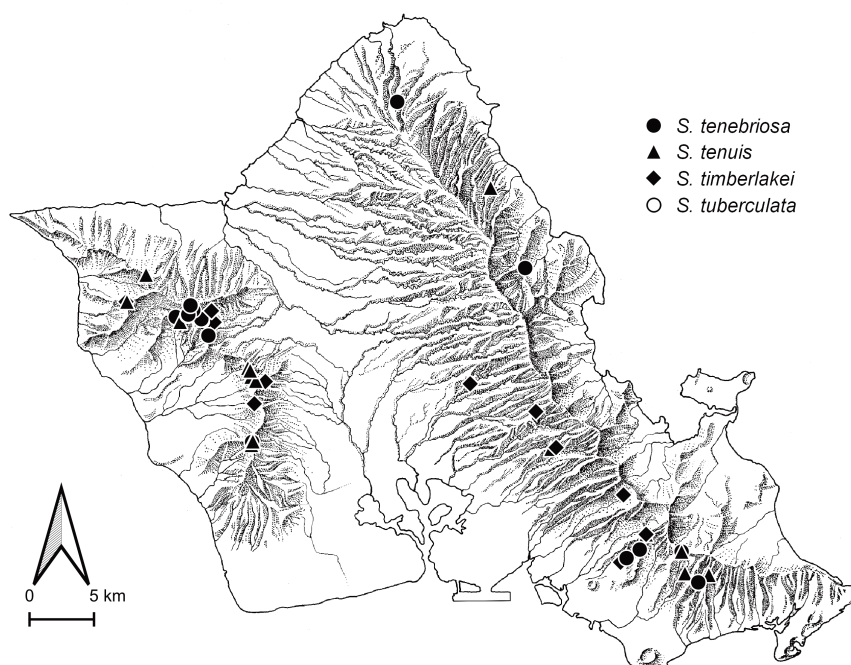 S. tenebriosa
S. tenuis
S. timberlakei
S. tuberculata
0 5 km